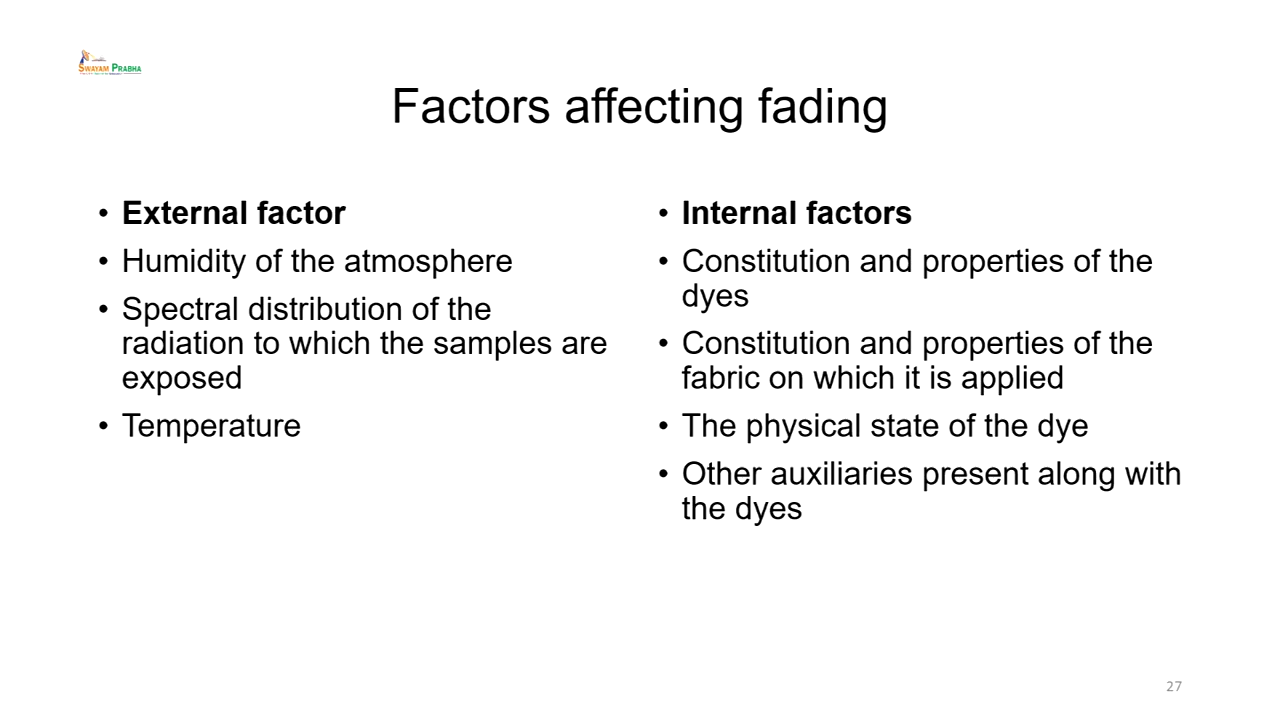 SWAYAM PRABHA
Factors affecting fading
• External factor
• Humidity of the atmosphere
• Spectral distribution of the
radiation to which the samples are
exposed
• Temperature
• Internal factors
• Constitution and properties of the
dyes
• Constitution and properties of the
fabric on which it is applied
• The physical state of the dye
• Other auxiliaries present along with
the dyes
27